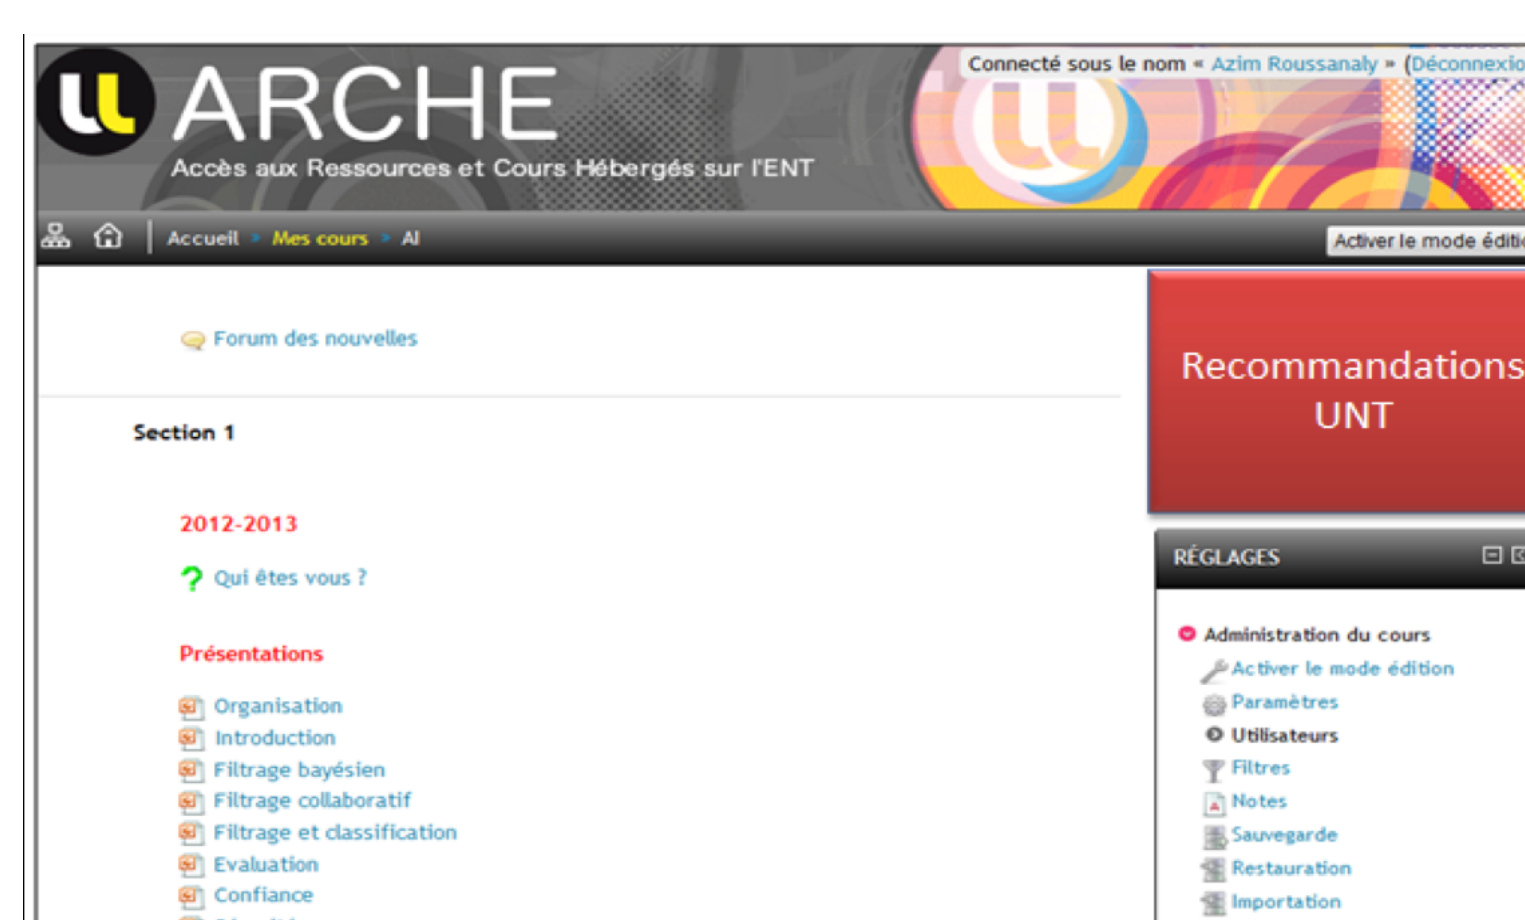 Connecté sous le nom « Azim Roussanaly » (Déconnexio
ARCHE
Accès aux Ressources et Cours Hébergés sur l'ENT
Accueil » Mes cours » AI
Activer le mode éditio
Forum des nouvelles
Recommandations
UNT
Section 1
2012-2013
Qui êtes vous ?
Présentations
Organisation
Introduction
Filtrage bayésien
Filtrage collaboratif
Filtrage et classification
Evaluation
Confiance
RÉGLAGES
Administration du cours
Activer le mode édition
Paramètres
Utilisateurs
Filtres
Notes
Sauvegarde
Restauration
Importation